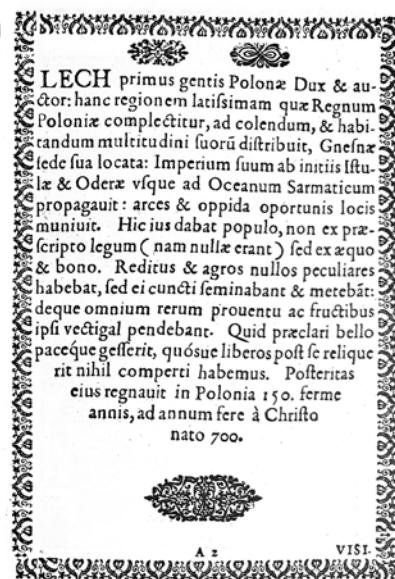 LECH primus gentis Polonæ Dux & au-
ctor: hanc regionem latiſsimam quæ Regnum
Poloniæ complectitur, ad colendum, & habi-
tandum multitudini ſuorũ diſtribuit, Gneſnæ
ſede ſua locata: Imperium ſuum ab initiis Iſtu-
læ & Oderæ vſque ad Oceanum Sarmaticum
propagauit: arces & oppida oportunis locis
muniuit. Hic ius dabat populo, non ex præ-
ſcripto legum (nam nullæ erant) ſed ex æquo
& bono. Reditus & agros nullos peculiares
habebat, ſed ei cuncti ſeminabant & metebãt:
deque omnium rerum prouentu ac fructibus
ipſi vectigal pendebant. Quid præclari bello
paceq́ue geſſerit, quósue liberos poſt ſe relique
rit nihil comperti habemus. Poſteritas
eius regnauit in Polonia 150. ferme
annis, ad annum fere à Chriſto
nato 700.
A 2
VISI-